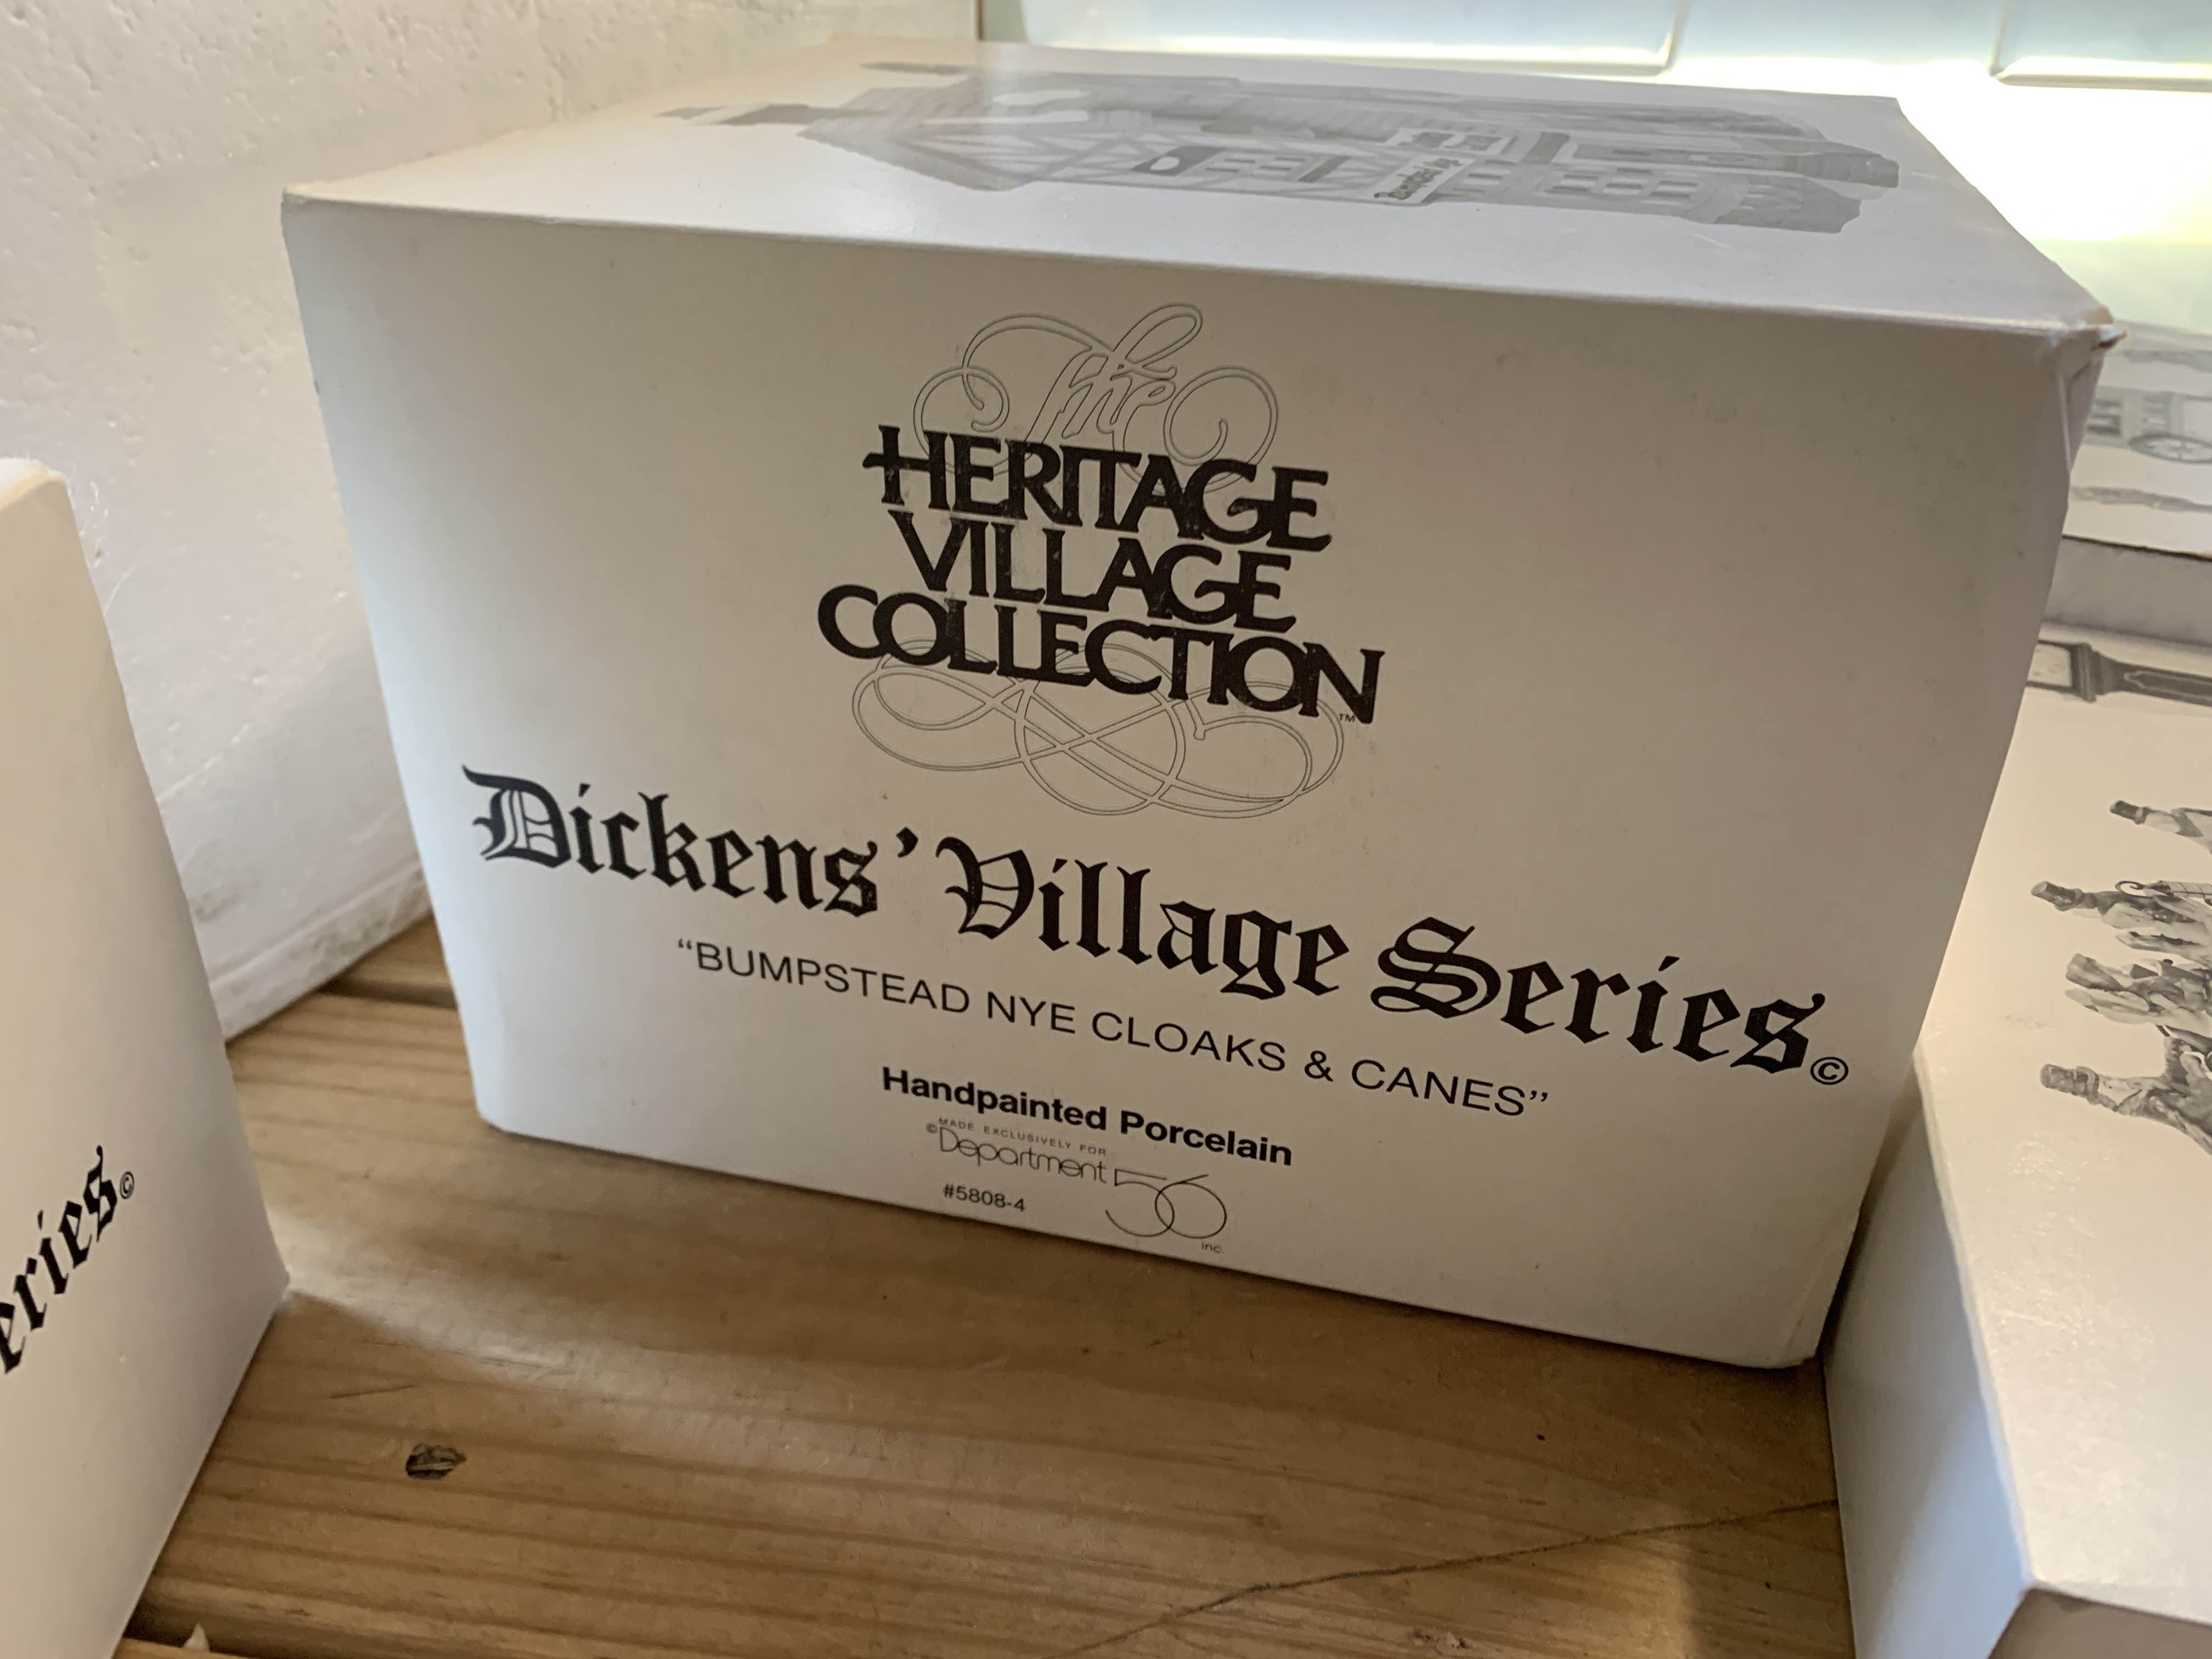 The
HERITAGE
VILLAGE
COLLECTION™
Dickens' Village Series©
“BUMPSTEAD NYE CLOAKS & CANES”
Handpainted Porcelain
MADE EXCLUSIVELY FOR
©Department 56
inc.
#5808-4
eries©